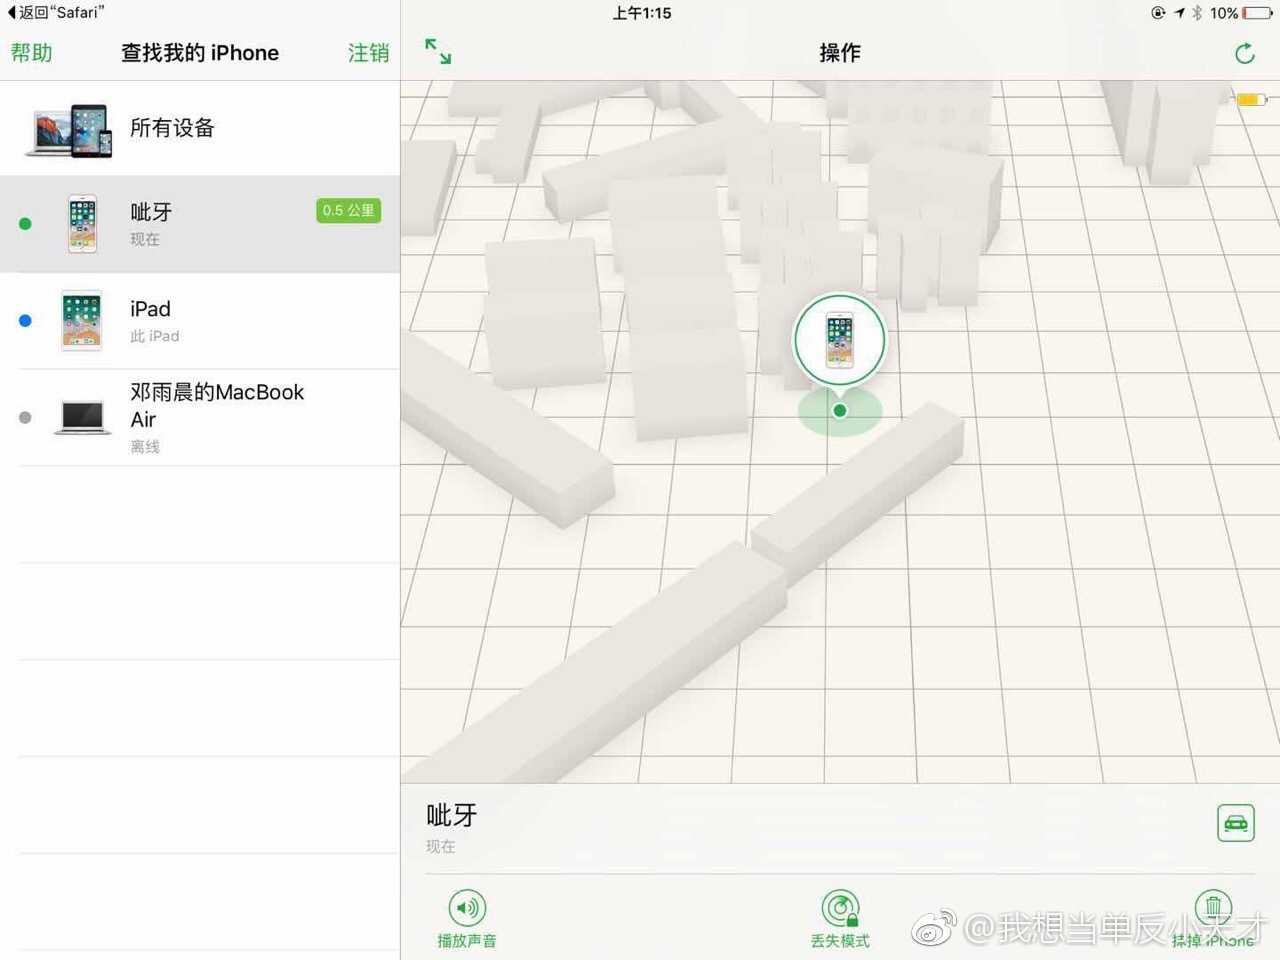 返回“Safari”
上午1:15
10%
帮助
查找我的 iPhone
注销
操作
所有设备
呲牙
0.5 公里
现在
iPad
此 iPad
邓雨晨的MacBook
Air
离线
呲牙
现在
播放声音
丢失模式
抹掉 iPhone
@我想当单反小天才